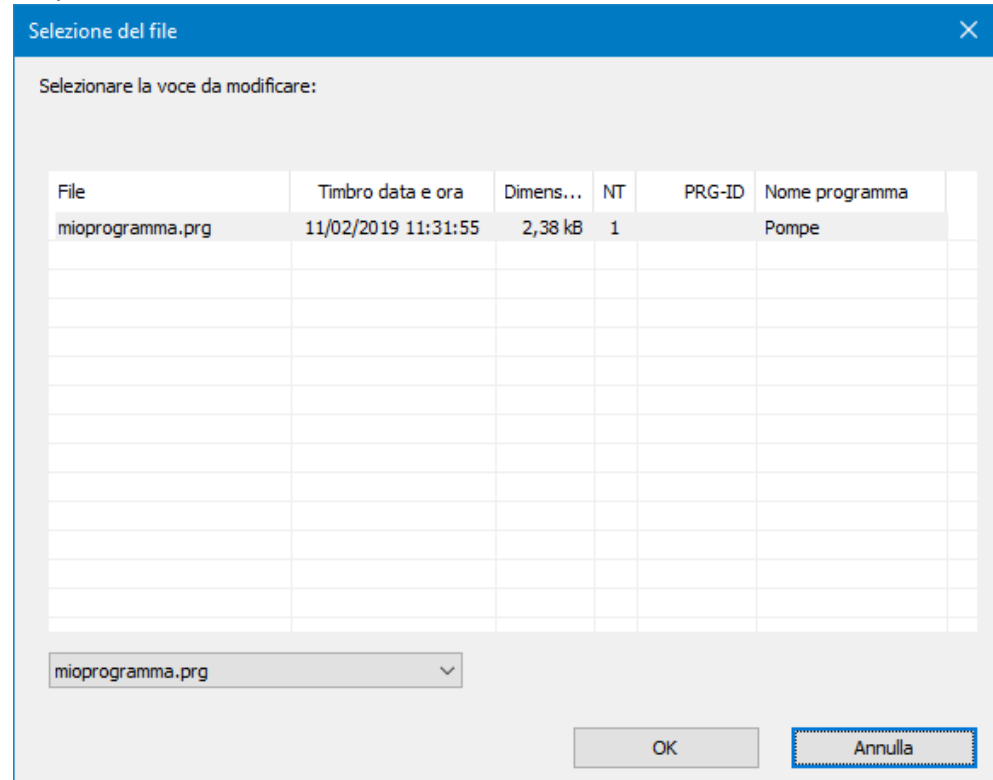 Selezione del file
Selezionare la voce da modificare:
File Timbro data e ora Dimens... NT PRG-ID Nome programma
mioprogramma.prg 11/02/2019 11:31:55 2,38 kB 1 Pompe
mioprogramma.prg
OK Annulla